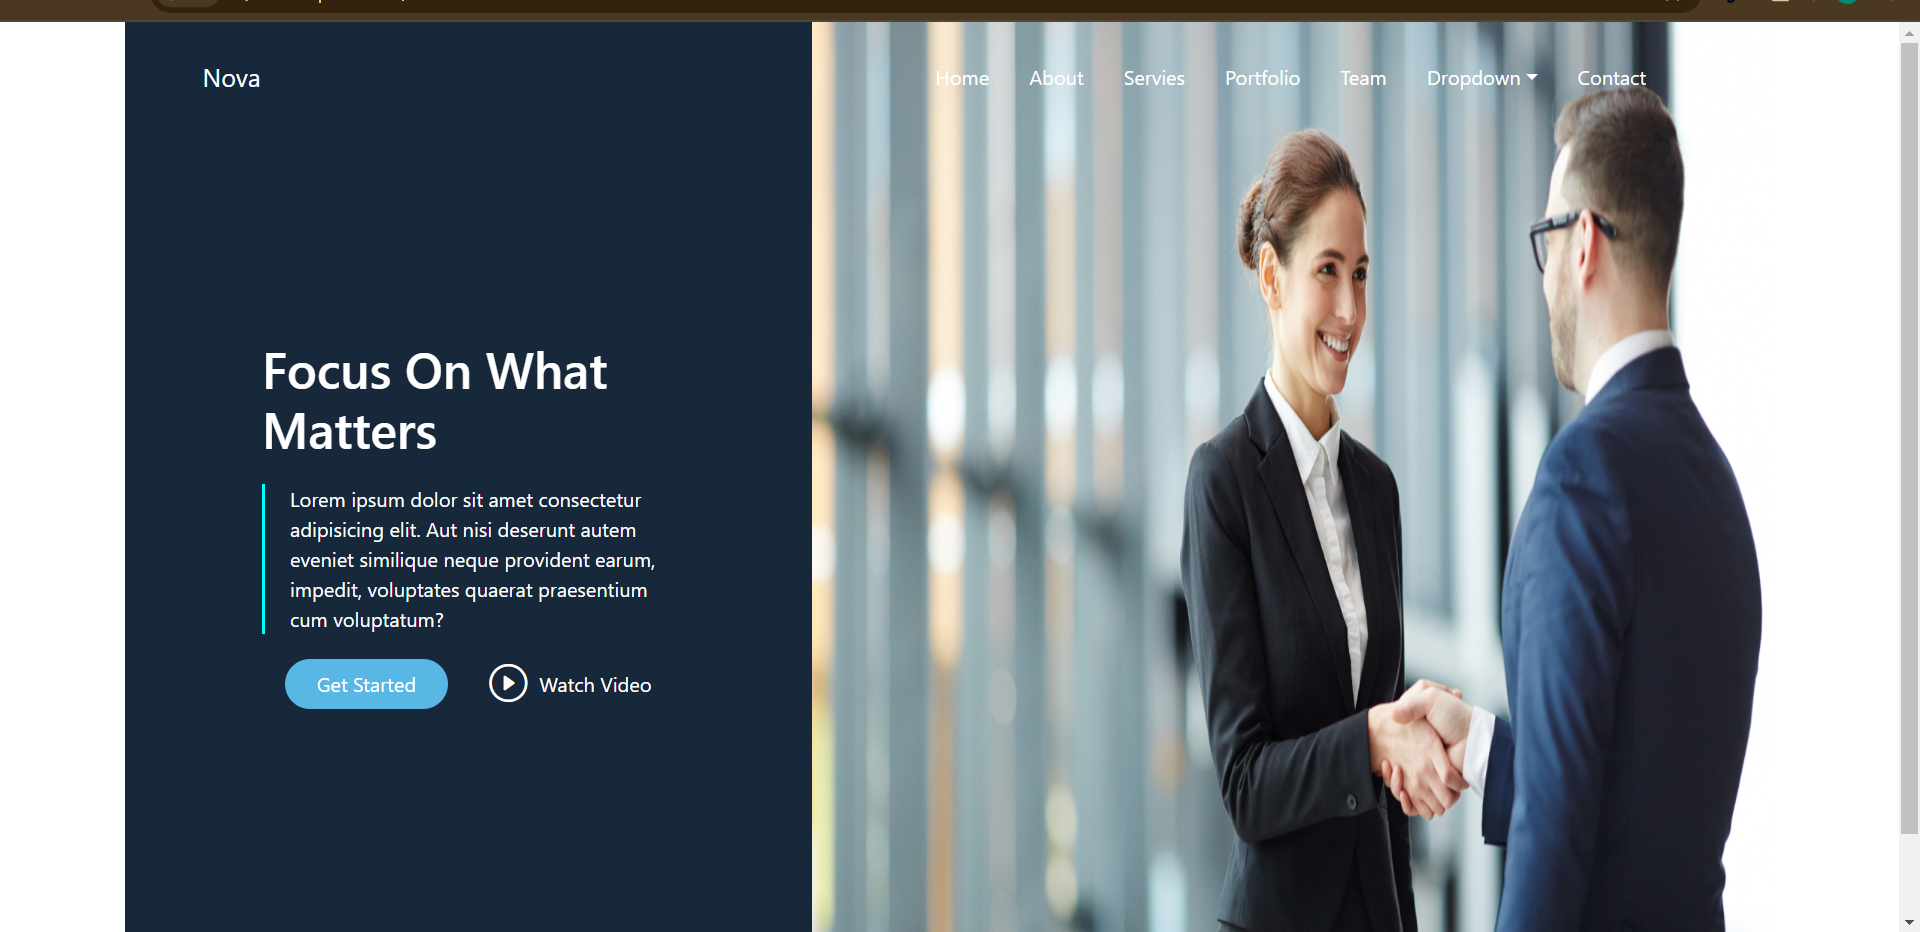 Nova
Home About Servies Portfolio Team Dropdown Contact
Focus On What
Matters
Lorem ipsum dolor sit amet consectetur
adipisicing elit. Aut nisi deserunt autem
eveniet similique neque provident earum,
impedit, voluptates quaerat praesentium
cum voluptatum?
Get Started Watch Video